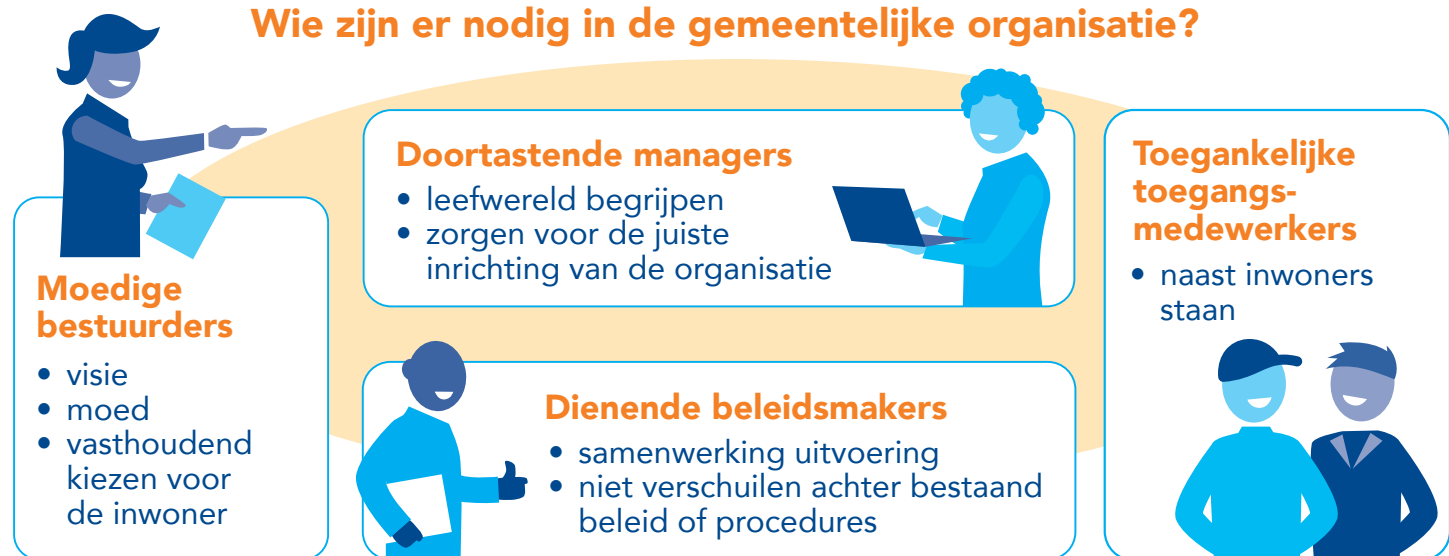 Wie zijn er nodig in de gemeentelijke organisatie?
Moedige
bestuurders
• visie
• moed
• vasthoudend
kiezen voor
de inwoner
Doortastende managers
• leefwereld begrijpen
• zorgen voor de juiste
inrichting van de organisatie
Dienende beleidsmakers
• samenwerking uitvoering
• niet verschuilen achter bestaand
beleid of procedures
Toegankelijke
toegangs-
medewerkers
• naast inwoners
staan